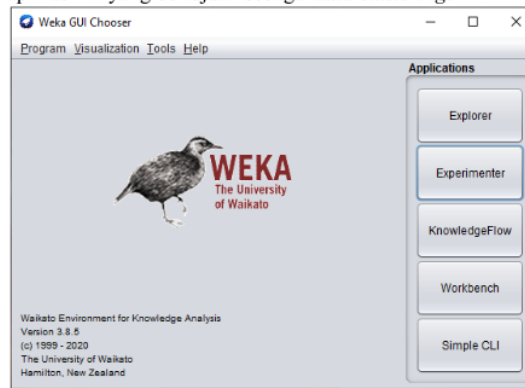 Weka GUI Chooser
Program Visualization Tools Help
Applications
Explorer
WEKA
The University
of Waikato
Experimenter
KnowledgeFlow
Workbench
Waikato Environment for Knowledge Analysis
Version 3.8.5
(c) 1999 - 2020
The University of Waikato
Hamilton, New Zealand
Simple CLI